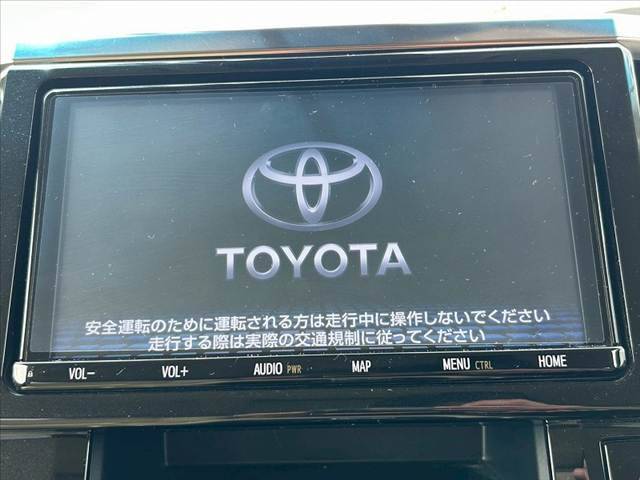 TOYOTA
安全運転のために運転される方は走行中に操作しないでください
走行する際は実際の交通規制に従ってください
VOL- VOL+ AUDIO PWR MAP MENU CTRL HOME